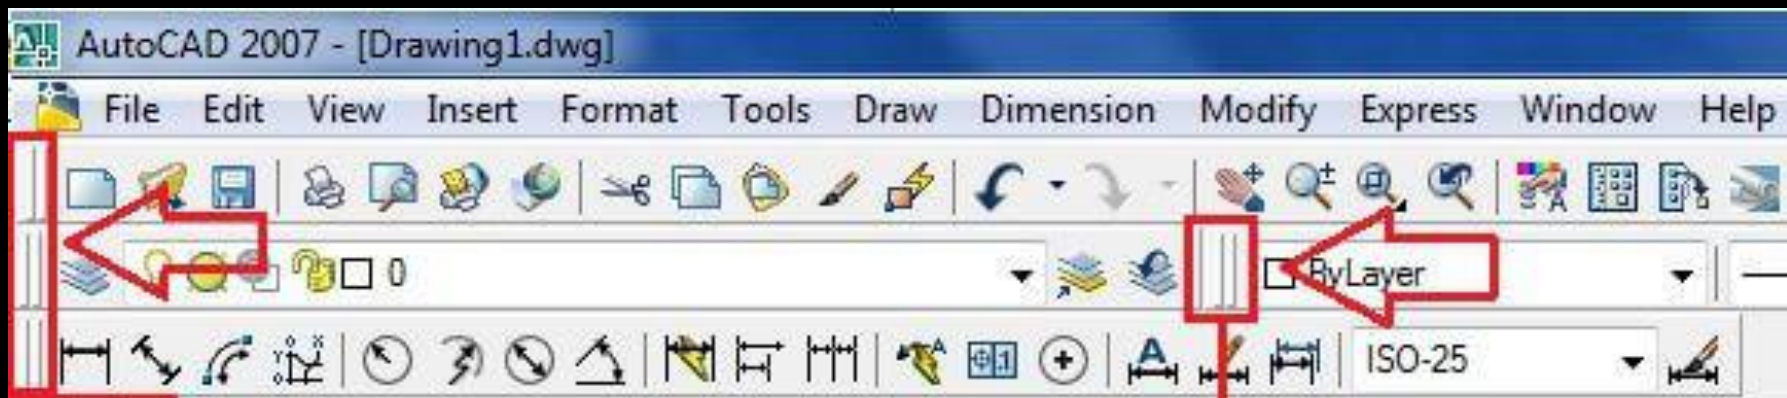 AutoCAD 2007 - [Drawing1.dwg]
File Edit View Insert Format Tools Draw Dimension Modify Express Window Help
0 ByLayer
ISO-25